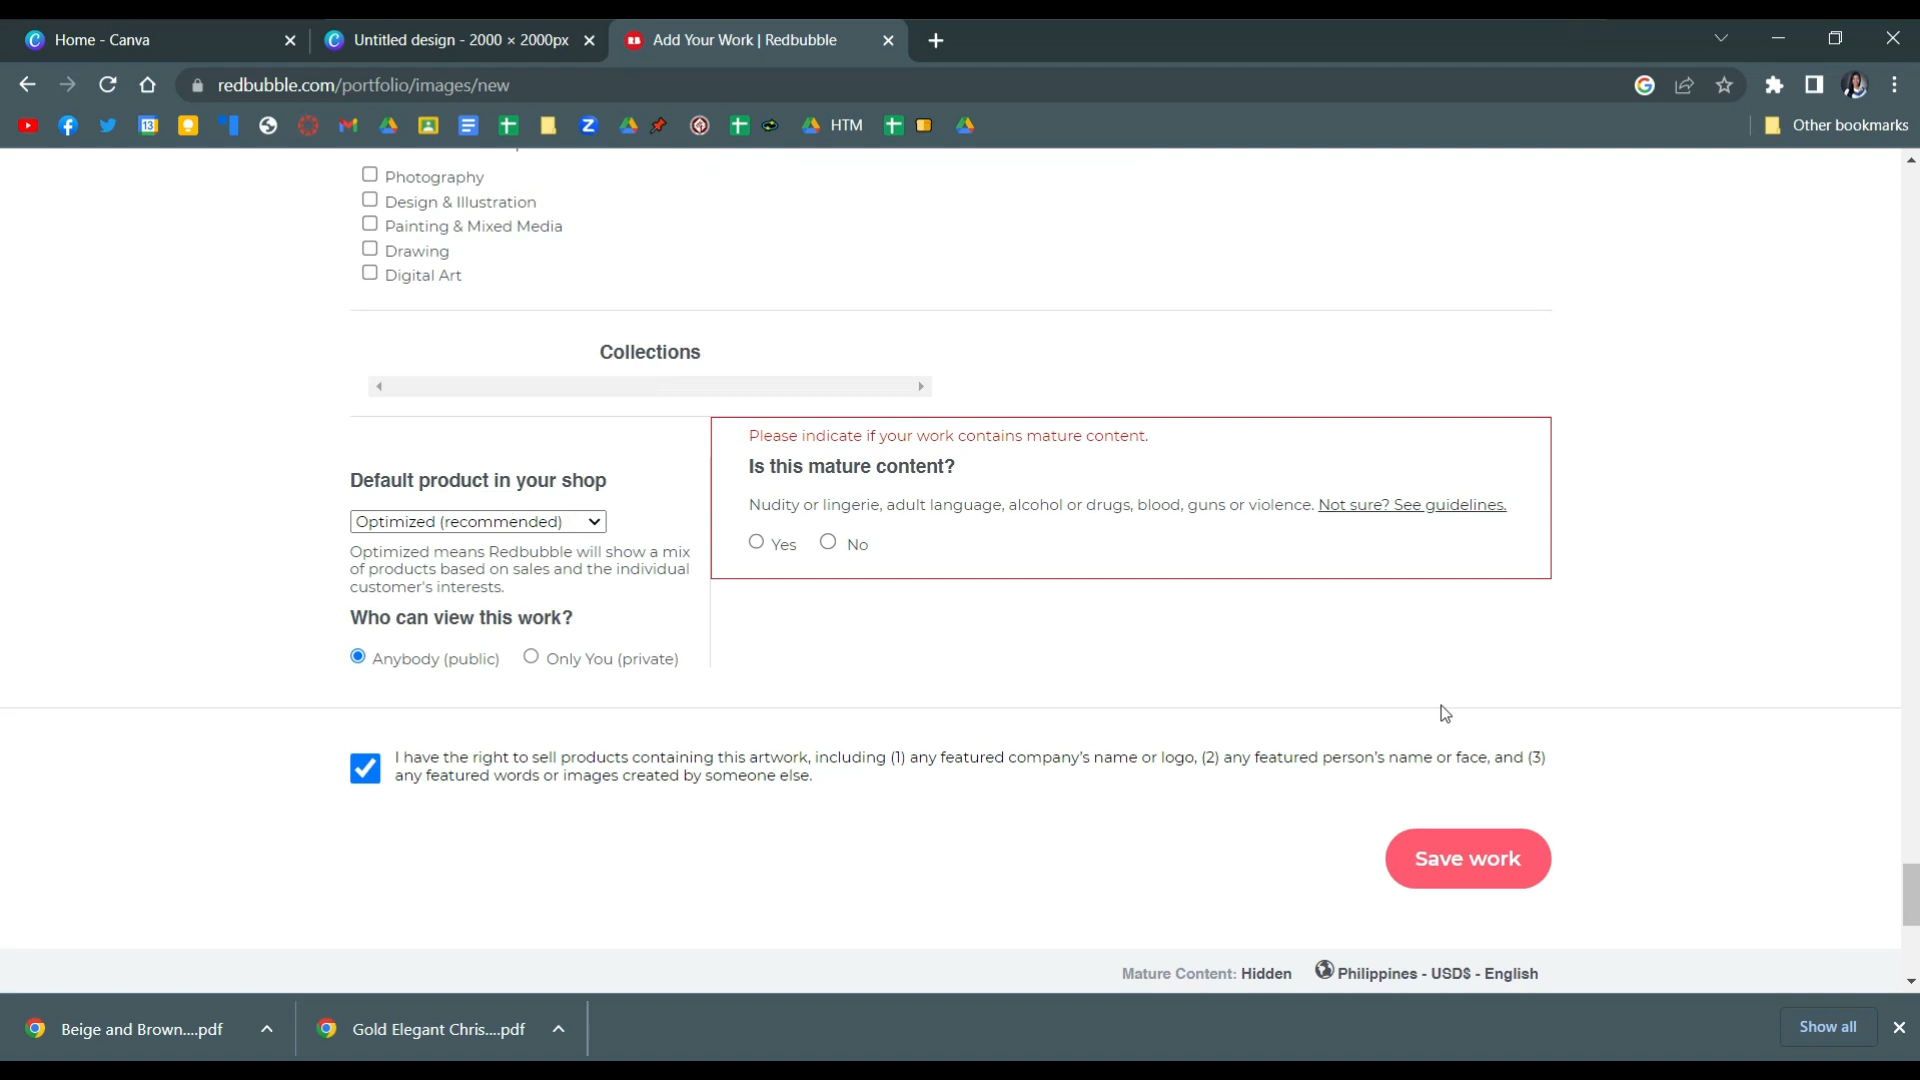 Home - Canva
Untitled design - 2000 × 2000px
Add Your Work | Redbubble
redbubble.com/portfolio/images/new
HTM
Other bookmarks
Photography
Design & Illustration
Painting & Mixed Media
Drawing
Digital Art
Collections
Please indicate if your work contains mature content.
Is this mature content?
Nudity or lingerie, adult language, alcohol or drugs, blood, guns or violence. Not sure? See guidelines.
Yes No
Default product in your shop
Optimized (recommended)
Optimized means Redbubble will show a mix
of products based on sales and the individual
customer's interests.
Who can view this work?
Anybody (public) Only You (private)
I have the right to sell products containing this artwork, including (1) any featured company's name or logo, (2) any featured person's name or face, and (3)
any featured words or images created by someone else.
Save work
Mature Content: Hidden Philippines - USD$ - English
Beige and Brown....pdf
Gold Elegant Chris....pdf
Show all